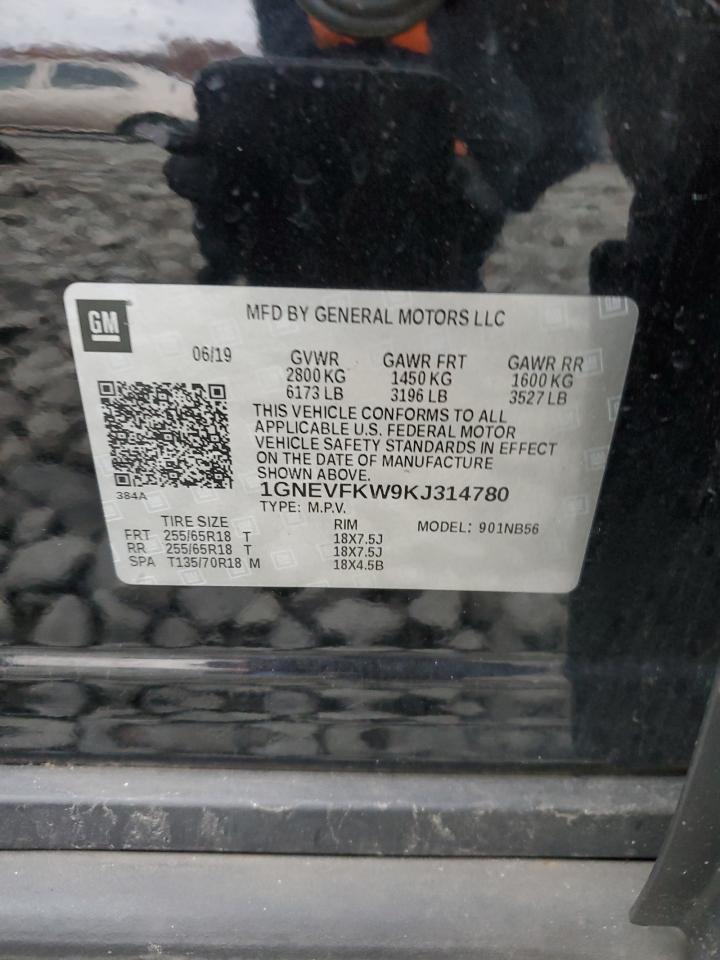 GM
MFD BY GENERAL MOTORS LLC
06/19 GVWR GAWR FRT GAWR RR
2800 KG 1450 KG 1600 KG
6173 LB 3196 LB 3527 LB
THIS VEHICLE CONFORMS TO ALL
APPLICABLE U.S. FEDERAL MOTOR
VEHICLE SAFETY STANDARDS IN EFFECT
ON THE DATE OF MANUFACTURE
SHOWN ABOVE.
384A
1GNEVFKW9KJ314780
TYPE: M.P.V.
TIRE SIZE RIM MODEL: 901NB56
FRT 255/65R18 T 18X7.5J
RR 255/65R18 T 18X7.5J
SPA T135/70R18 M 18X4.5B